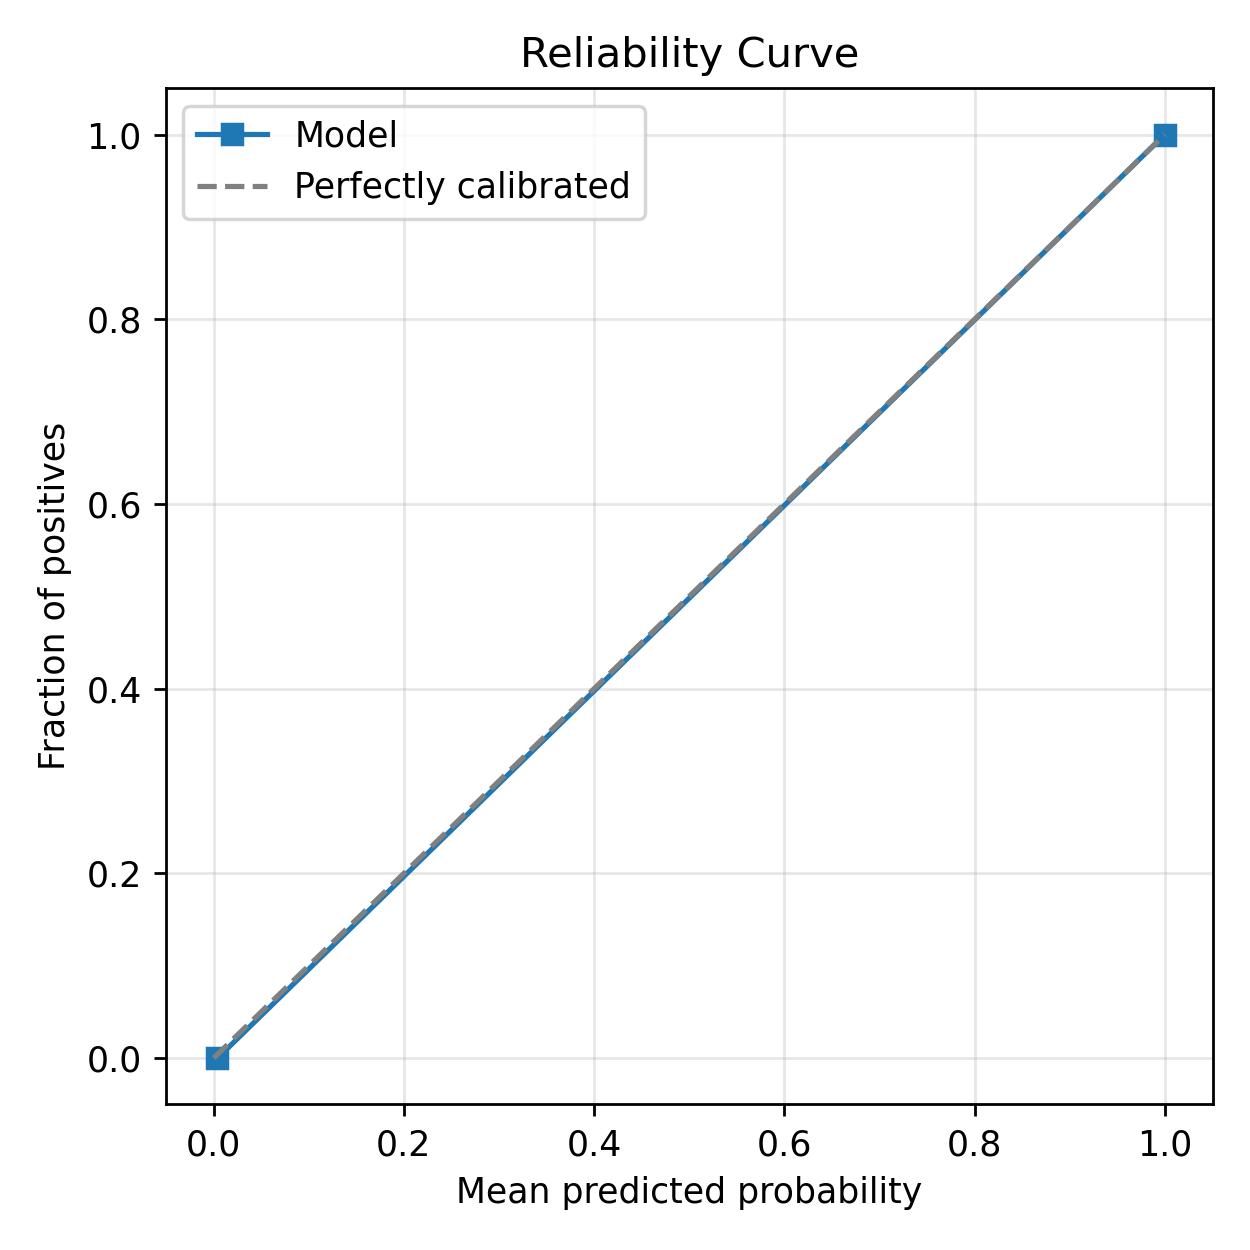 Reliability Curve
Model
Perfectly calibrated
1.0
0.8
0.6
0.4
0.2
0.0
Fraction of positives
0.0 0.2 0.4 0.6 0.8 1.0
Mean predicted probability